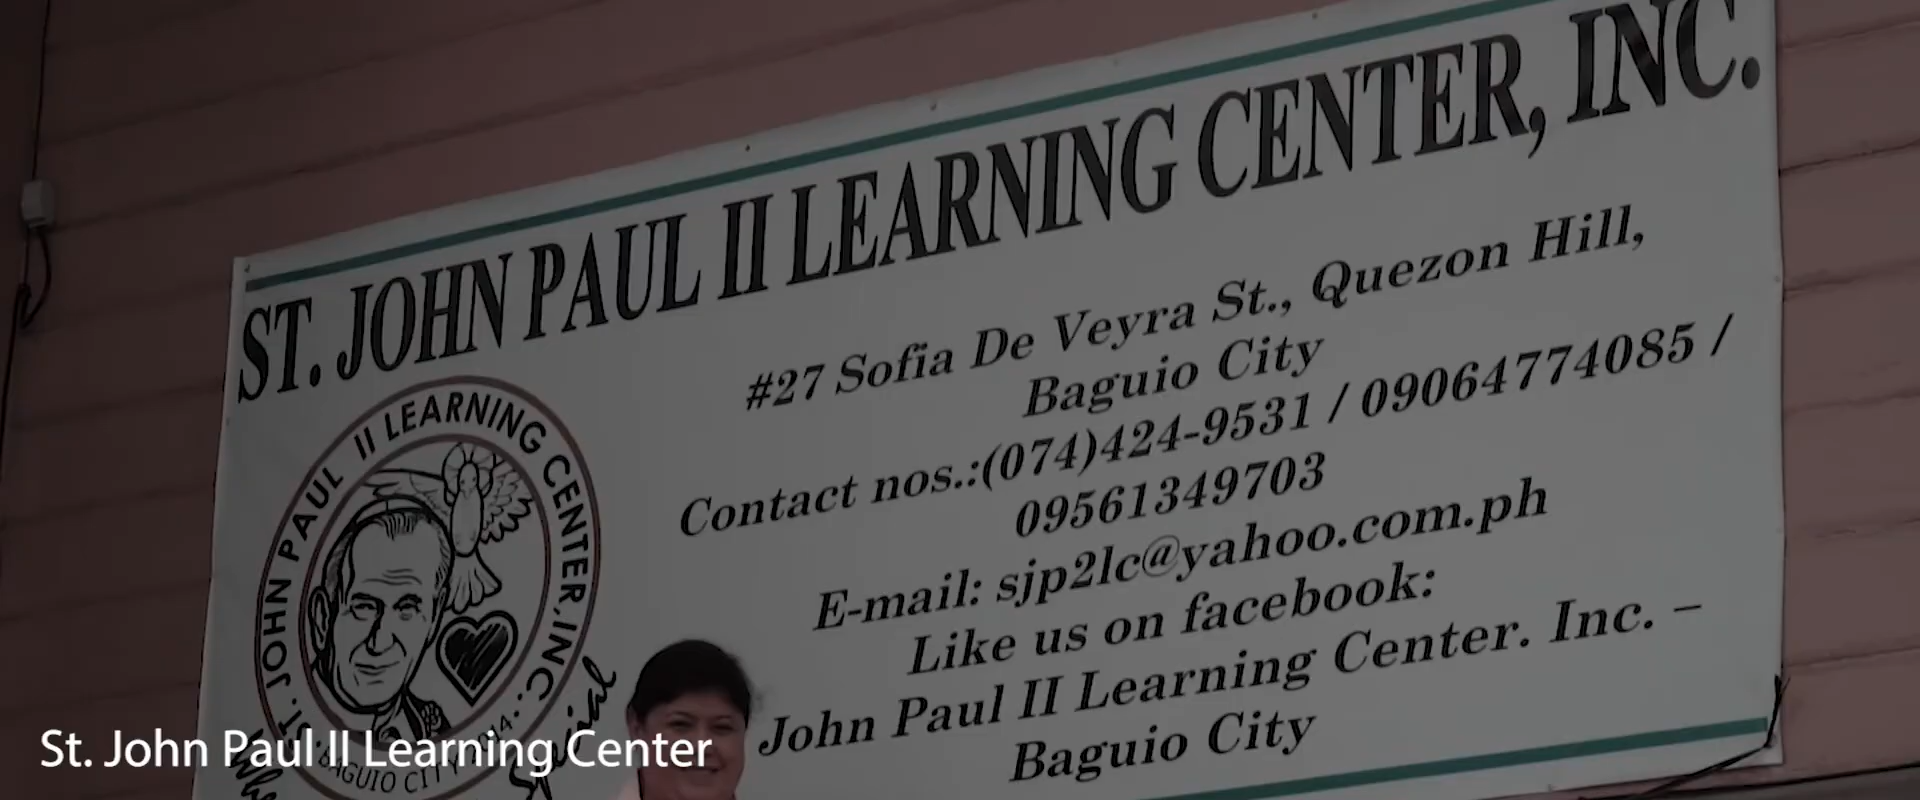 ST. JOHN PAUL II LEARNING CENTER, INC.
#27 Sofia De Veyra St., Quezon Hill,
Baguio City
Contact nos.:(074)424-9531 / 09064774085 /
09561349703
E-mail: sjp2lc@yahoo.com.ph
Like us on facebook:
John Paul II Learning Center. Inc. –
Baguio City
ST. JOHN PAUL II LEARNING CENTER, INC.
BAGUIO CITY
St. John Paul II Learning Center